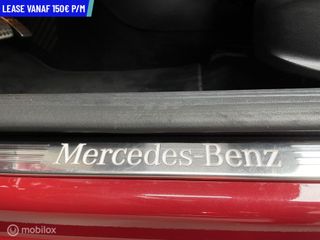 LEASE VANAF 150€ P/M
Mercedes-Benz
mobilox